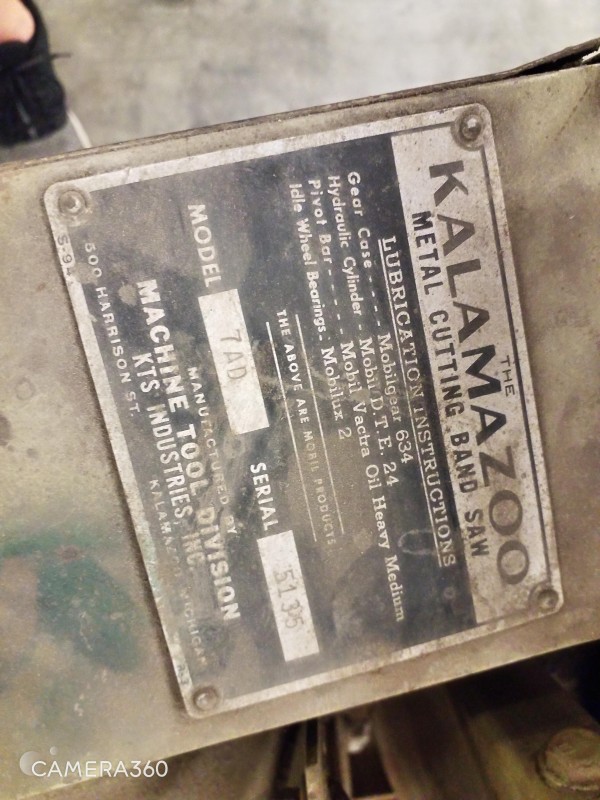 THE
KALAMAZOO
METAL CUTTING BAND SAW
LUBRICATION INSTRUCTIONS
Gear Case - - - - Mobilgear 634
Hydraulic Cylinder - Mobil D.T.E. 24
Pivot Bar - - - - - Mobil Vactra Oil Heavy Medium
Idle Wheel Bearings - Mobilux 2
THE ABOVE ARE MOBIL PRODUCTS
MODEL 7AD SERIAL 5135
MANUFACTURED BY
MACHINE TOOL DIVISION
KTS INDUSTRIES, INC.
500 HARRISON ST. KALAMAZOO, MICHIGAN
CAMERA360